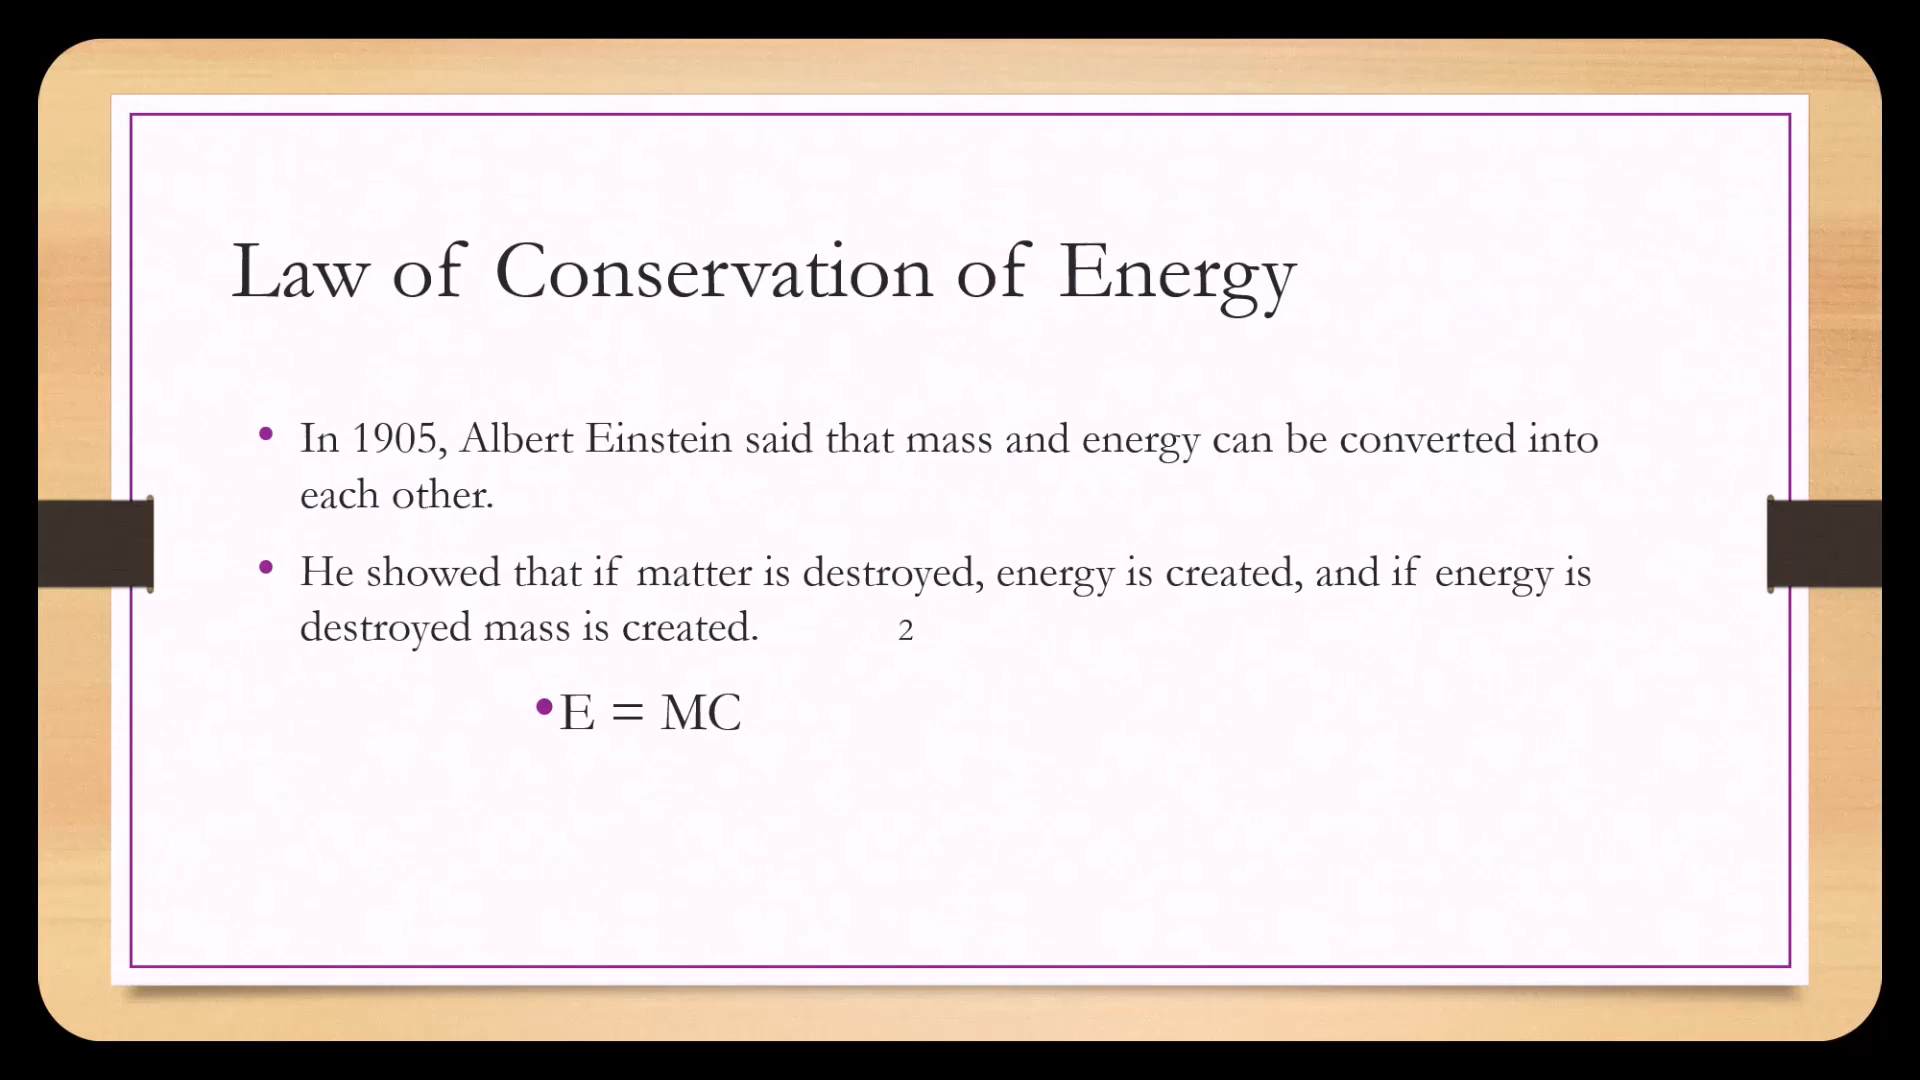 Law of Conservation of Energy
• In 1905, Albert Einstein said that mass and energy can be converted into
each other.
• He showed that if matter is destroyed, energy is created, and if energy is
destroyed mass is created. 2
•E = MC